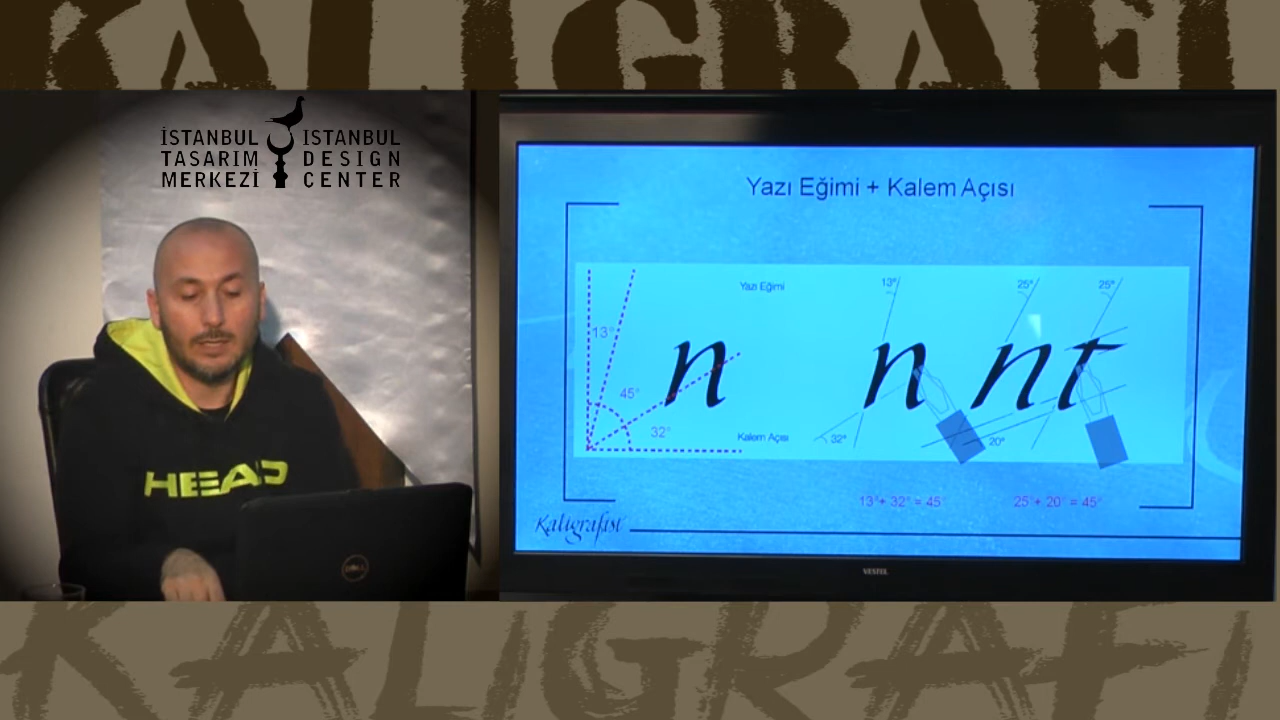 KALIGRAFI
İSTANBUL
TASARIM
MERKEZİ
ISTANBUL
DESIGN
CENTER
HEAD
DELL
Yazı Eğimi + Kalem Açısı
Yazı Eğimi
13°
45°
32°
Kalem Açısı
n
13°
25°
25°
n n t
32°
20°
13°+ 32° = 45°
25°+ 20° = 45°
Kaligrafist
VESTEL
KALIGRAFI